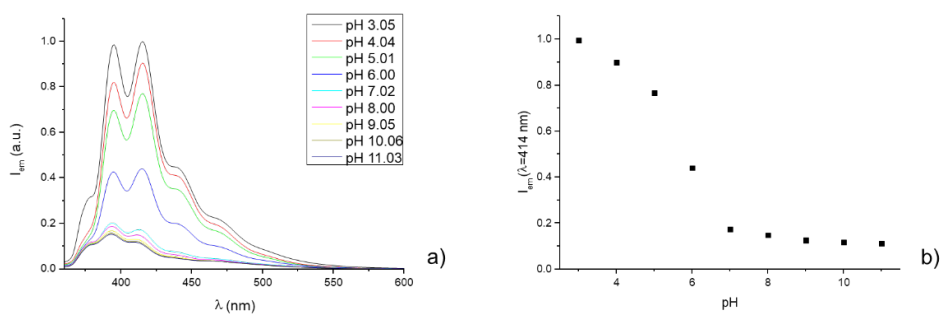 pH 3.05
pH 4.04
pH 5.01
pH 6.00
pH 7.02
pH 8.00
pH 9.05
pH 10.06
pH 11.03
1.0
0.8
0.6
0.4
0.2
0.0
I_em (a.u.)
400 450 500 550 600
λ (nm)
a)
1.0
0.8
0.6
0.4
0.2
0.0
I_em(λ=414 nm)
4 6 8 10
pH
b)